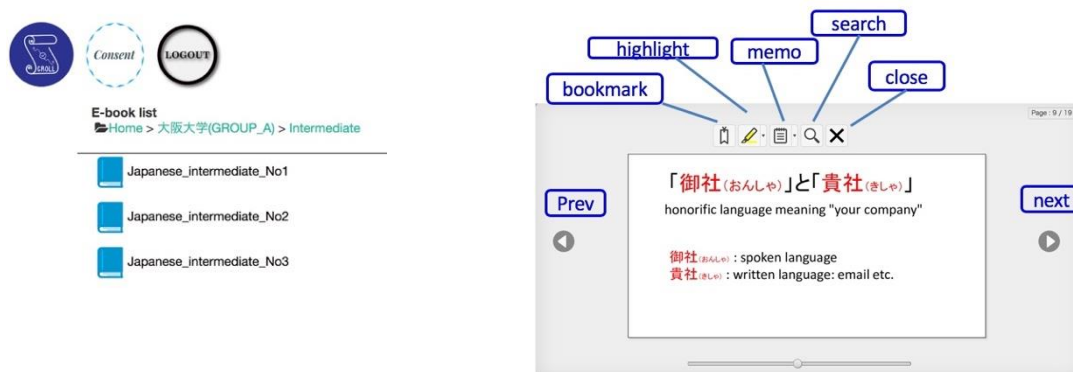 SCROLL
Consent
LOGOUT
E-book list
Home > 大阪大学(GROUP_A) > Intermediate
Japanese_intermediate_No1
Japanese_intermediate_No2
Japanese_intermediate_No3
search
highlight
memo
close
bookmark
Page : 9 / 19
「御社(おんしゃ)」と「貴社(きしゃ)」
Prev
next
honorific language meaning "your company"
御社(おんしゃ) : spoken language
貴社(きしゃ) : written language: email etc.